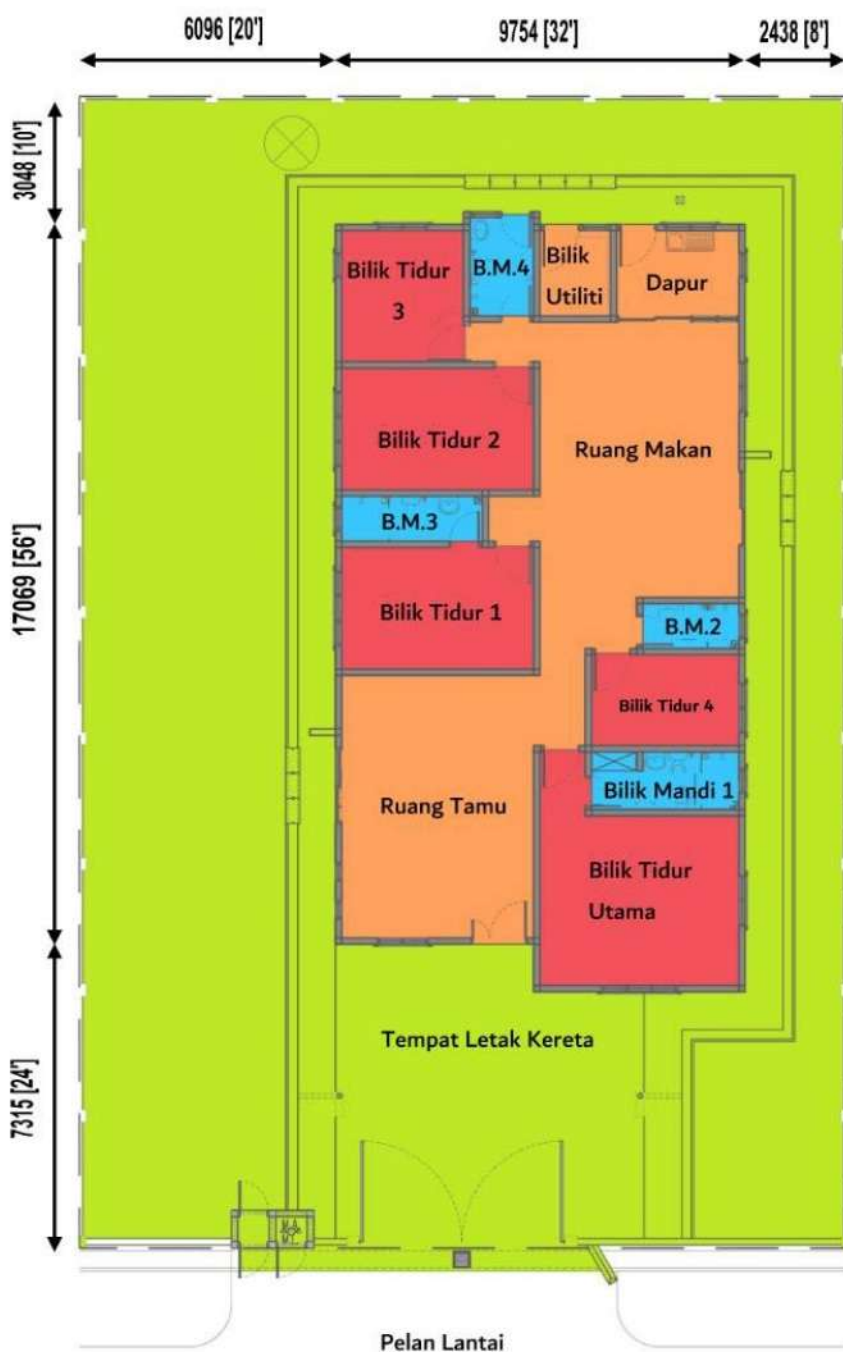 6096 [20']
9754 [32']
2438 [8']
3048 [10']
17069 [56']
7315 [24']
Bilik Tidur
3
B.M.4
Bilik
Utiliti
Dapur
Bilik Tidur 2
Ruang Makan
B.M.3
Bilik Tidur 1
B.M.2
Bilik Tidur 4
Bilik Mandi 1
Ruang Tamu
Bilik Tidur
Utama
Tempat Letak Kereta
Pelan Lantai